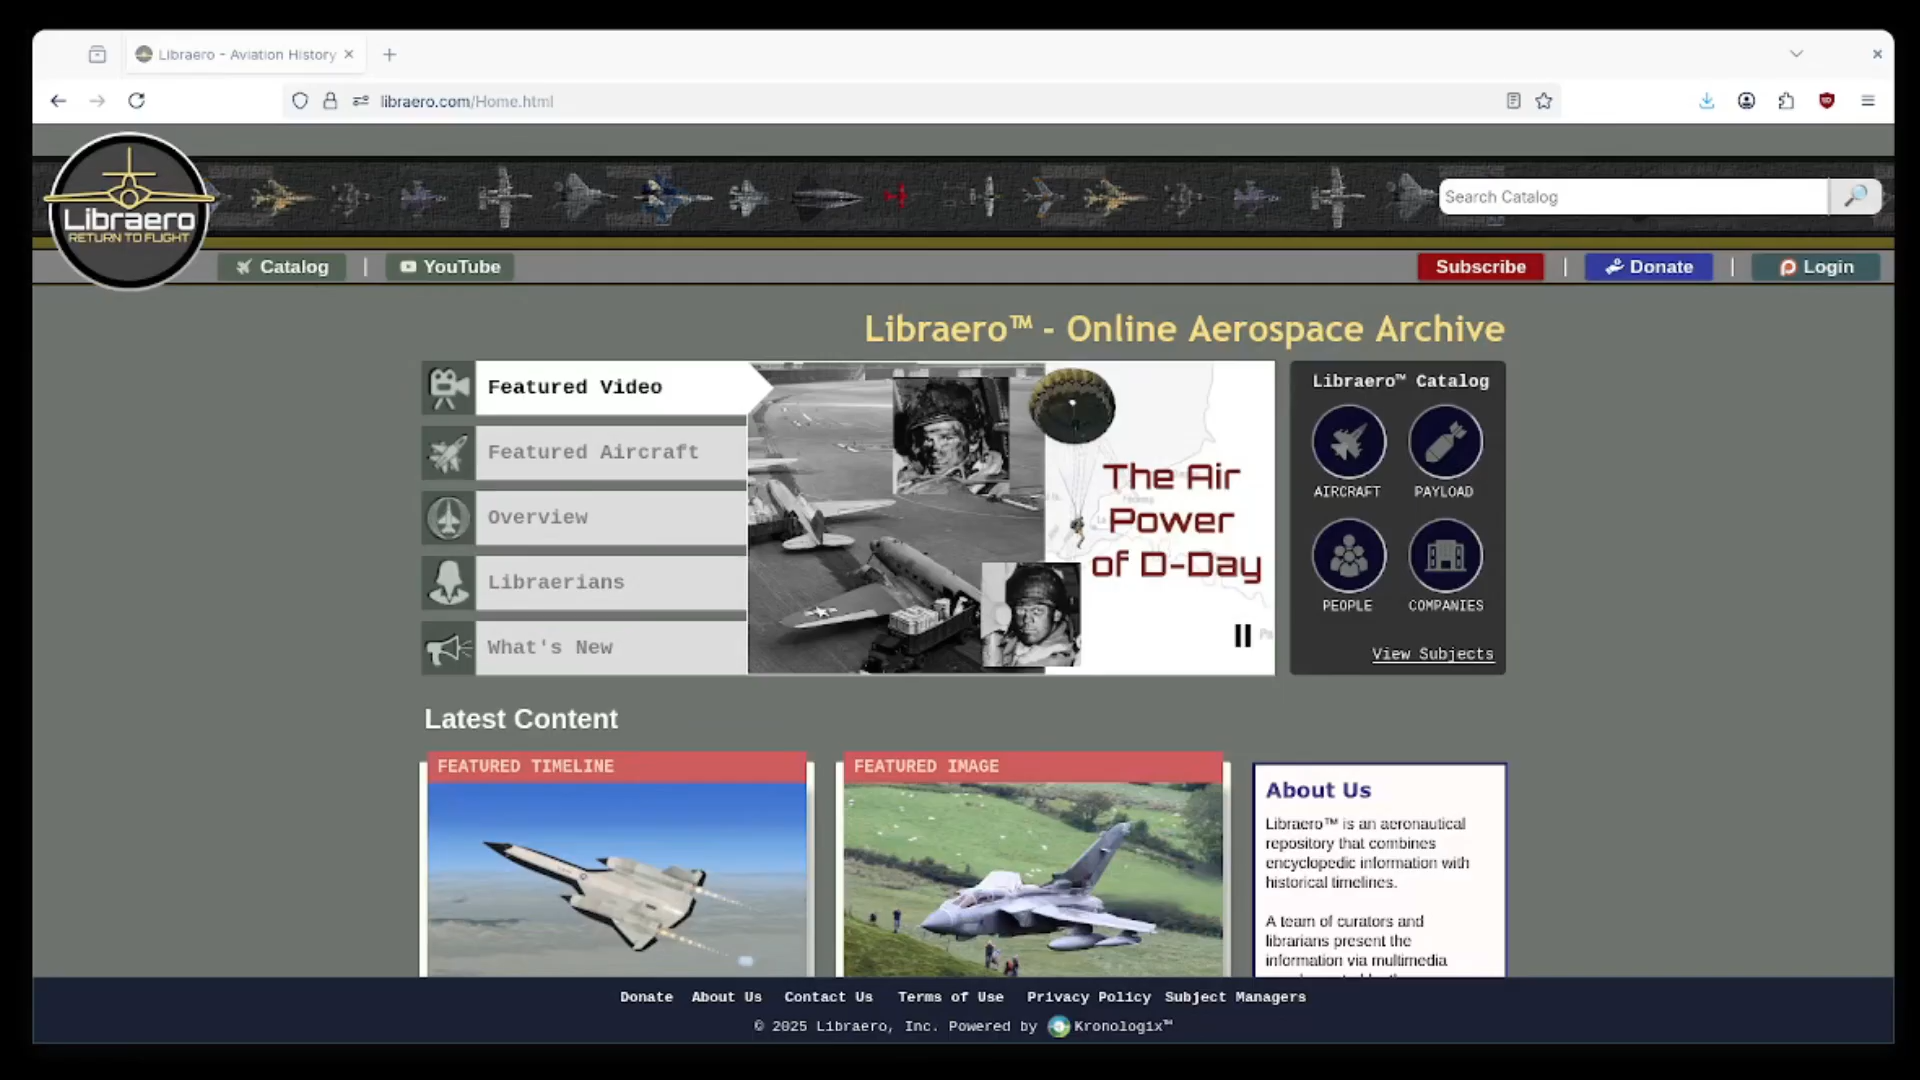 Libraero - Aviation History
libraero.com/Home.html
Libraero
RETURN TO FLIGHT
Search Catalog
Catalog | YouTube
Subscribe | Donate | Login
Libraero™ - Online Aerospace Archive
Featured Video
Featured Aircraft
Overview
Libraerians
What's New
The Air
Power
of D-Day
Libraero™ Catalog
AIRCRAFT PAYLOAD
PEOPLE COMPANIES
View Subjects
Latest Content
FEATURED TIMELINE
FEATURED IMAGE
About Us
Libraero™ is an aeronautical
repository that combines
encyclopedic information with
historical timelines.
A team of curators and
librarians present the
information via multimedia
Donate About Us Contact Us Terms of Use Privacy Policy Subject Managers
© 2025 Libraero, Inc. Powered by Kronologix™